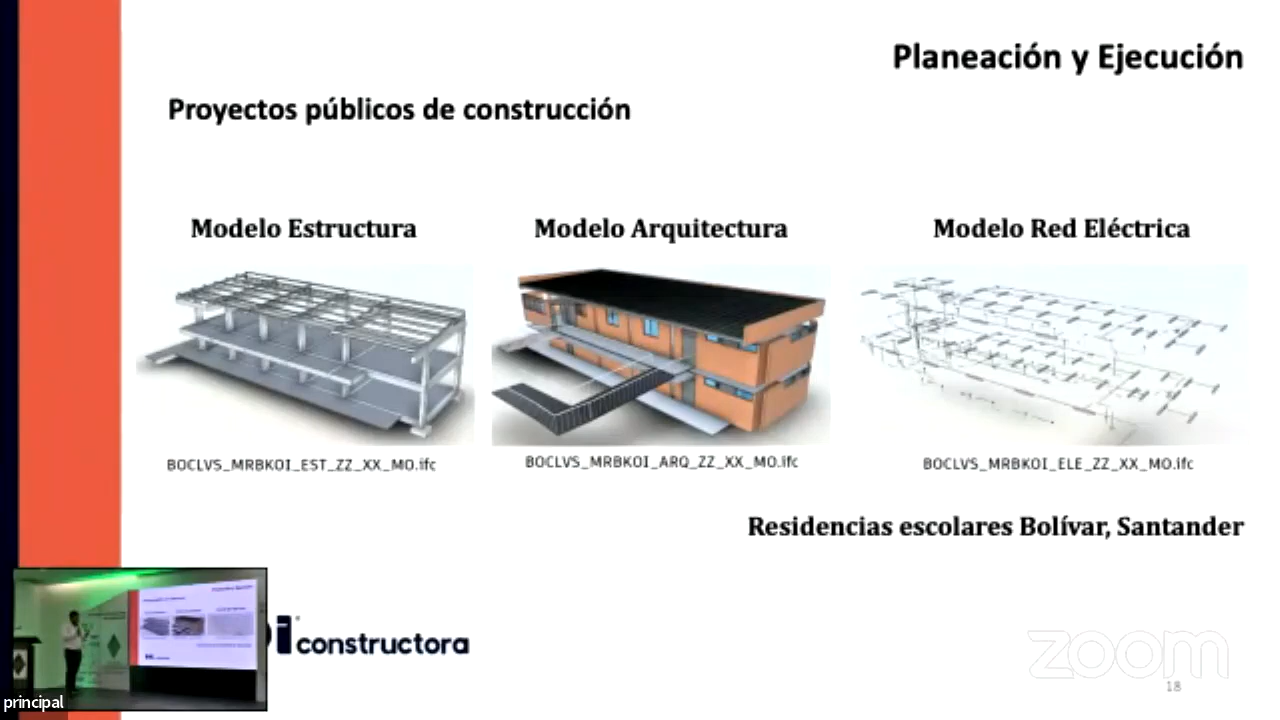 Planeación y Ejecución
Proyectos públicos de construcción
Modelo Estructura
Modelo Arquitectura
Modelo Red Eléctrica
BOCLVS_MRBKOI_EST_ZZ_XX_MO.ifc
BOCLVS_MRBKOI_ARQ_ZZ_XX_MO.ifc
BOCLVS_MRBKOI_ELE_ZZ_XX_MO.ifc
Residencias escolares Bolívar, Santander
constructora
zoom
18
principal